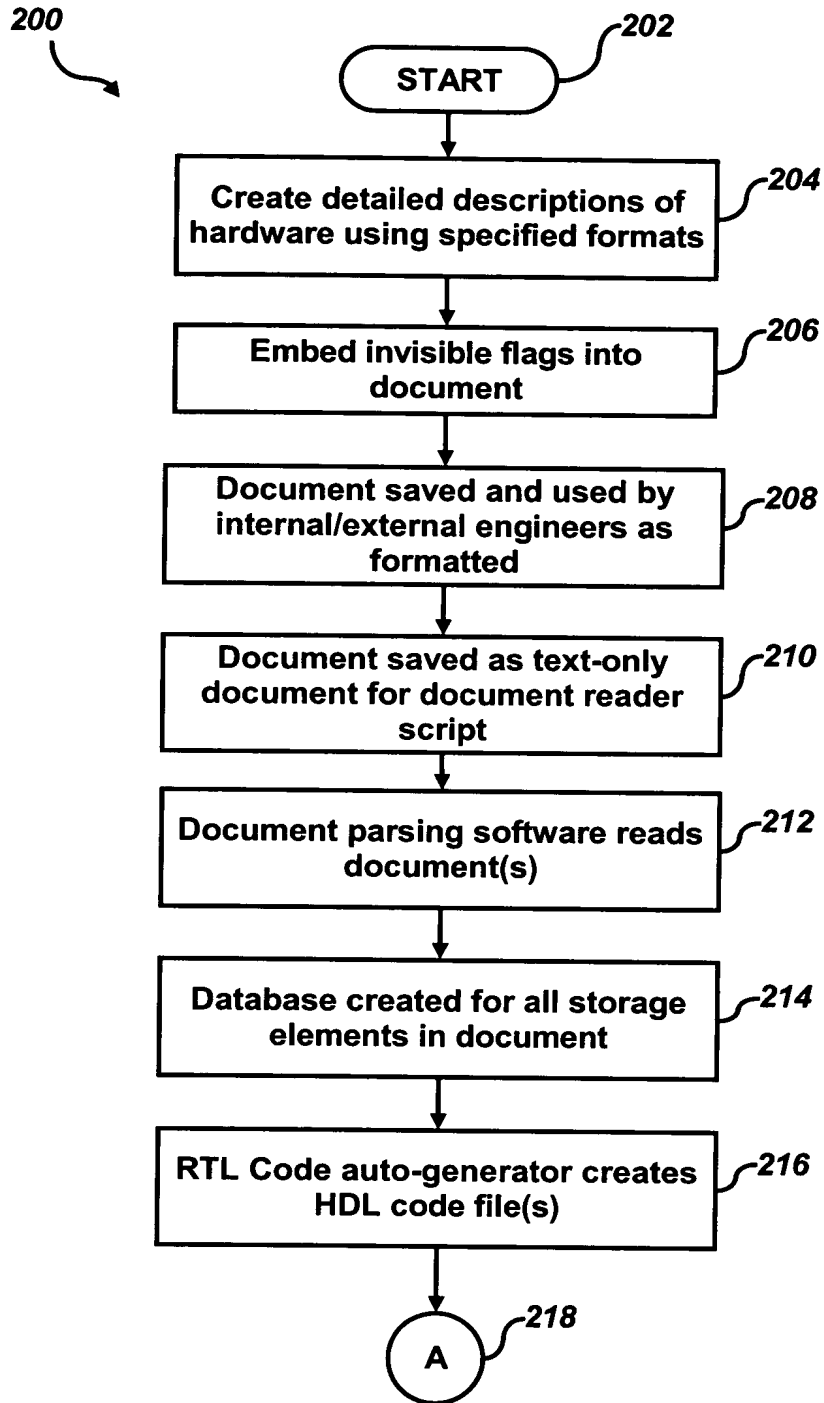 200
START
202
Create detailed descriptions of
hardware using specified formats
204
Embed invisible flags into
document
206
Document saved and used by
internal/external engineers as
formatted
208
Document saved as text-only
document for document reader
script
210
Document parsing software reads
document(s)
212
Database created for all storage
elements in document
214
RTL Code auto-generator creates
HDL code file(s)
216
A
218